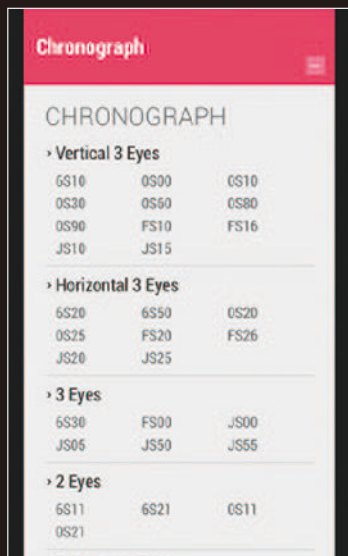 Chronograph
CHRONOGRAPH
› Vertical 3 Eyes
6S10 0S00 0S10
0S30 0S60 0S80
0S90 FS10 FS16
JS10 JS15
› Horizontal 3 Eyes
6S20 6S50 0S20
0S25 FS20 FS26
JS20 JS25
› 3 Eyes
6S30 FS00 JS00
JS05 JS50 JS55
› 2 Eyes
6S11 6S21 0S11
0S21